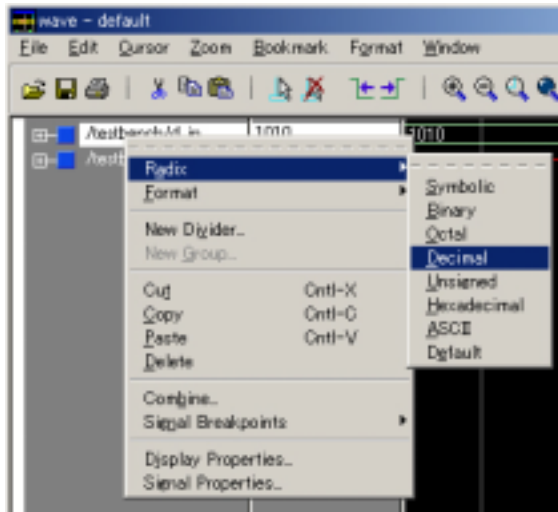 wave - default
File Edit Cursor Zoom Bookmark Format Window
/testbench/d_in 1010 1010
/testb
Radix
Format
New Divider...
New Group...
Cut Cntl-X
Copy Cntl-C
Paste Cntl-V
Delete
Combine...
Signal Breakpoints
Display Properties...
Signal Properties...
Symbolic
Binary
Octal
Decimal
Unsigned
Hexadecimal
ASCII
Default